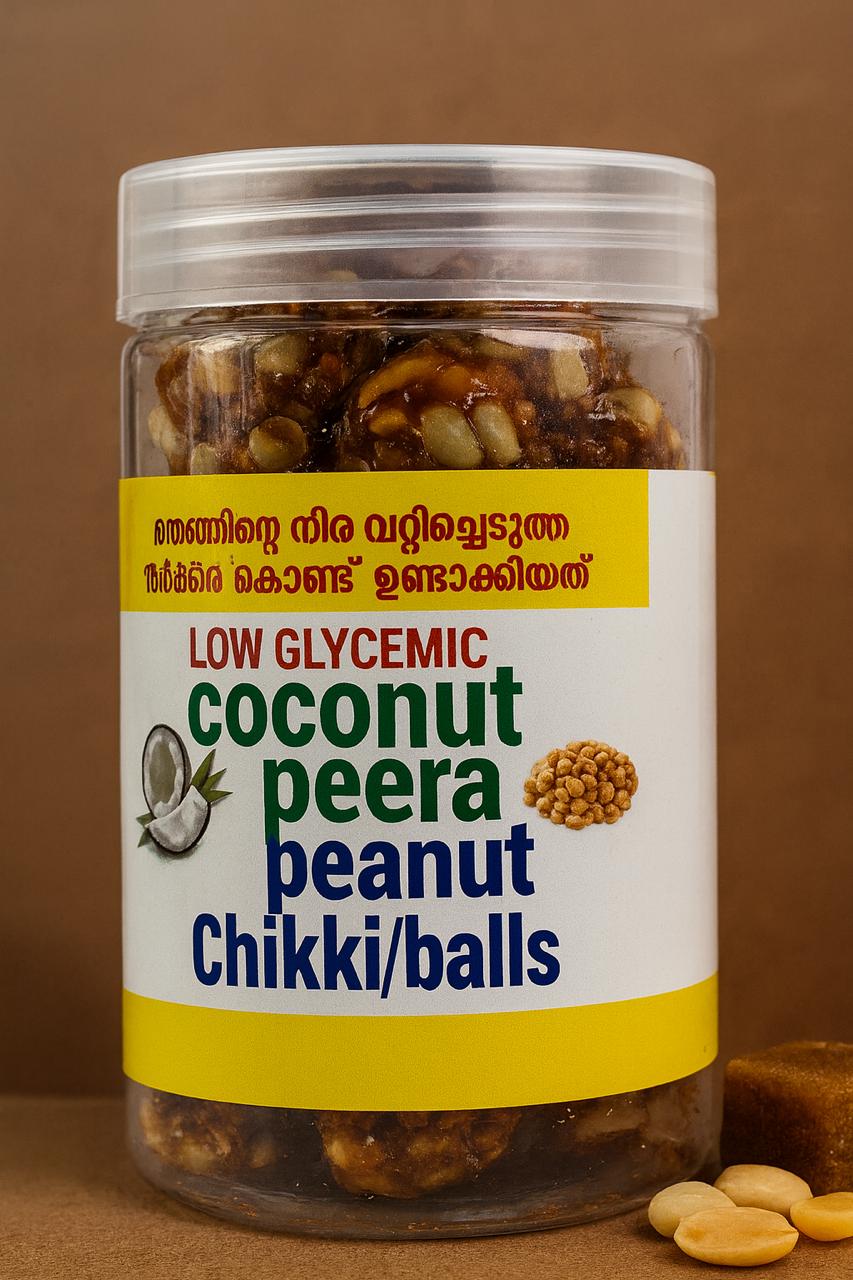 നിര വറ്റിച്ചെടുത്ത
കൊണ്ട് ഉണ്ടാക്കിയത്
LOW GLYCEMIC
coconut
peera
peanut
Chikki/balls